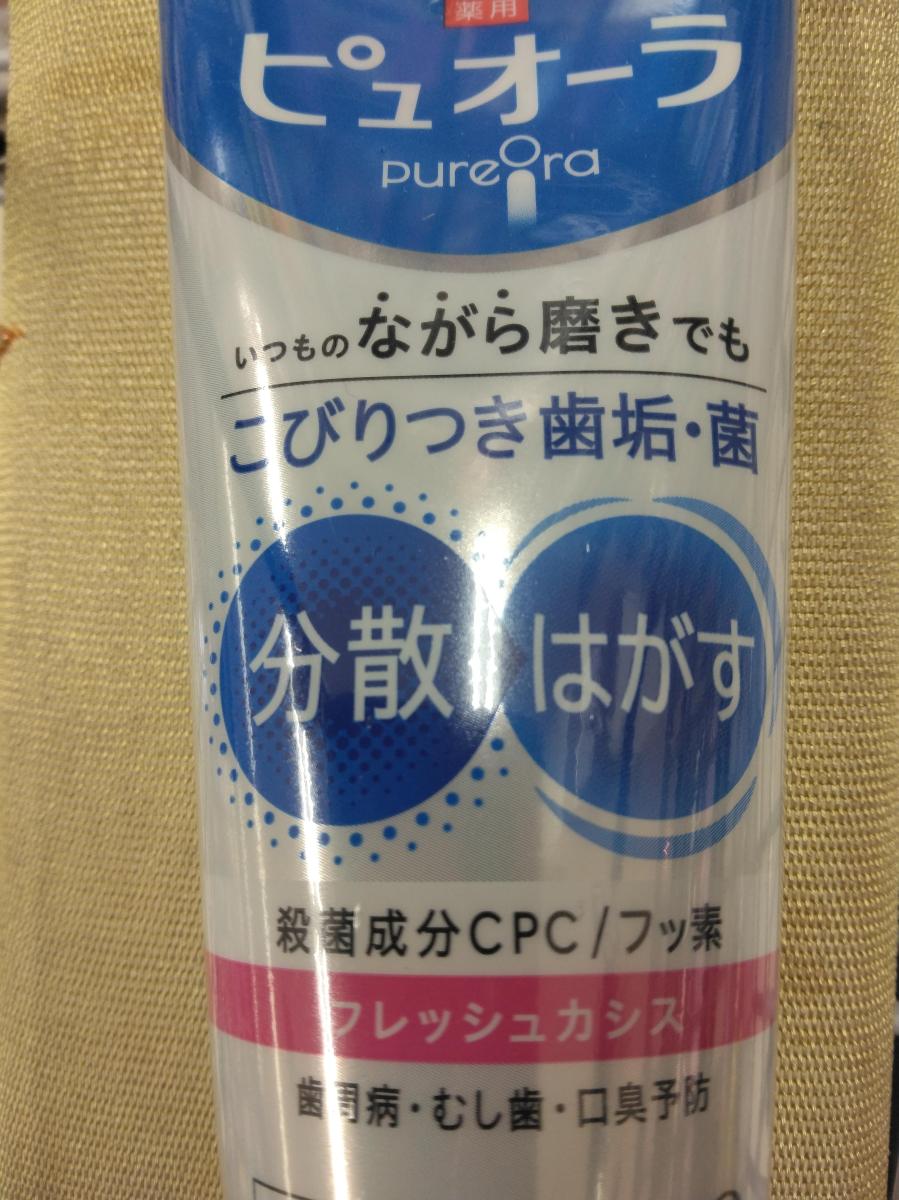 薬用
ピュオーラ
pureora
いつものながら磨きでも
こびりつき歯垢・菌
分散 はがす
殺菌成分CPC/フッ素
フレッシュカシス
歯周病・むし歯・口臭予防